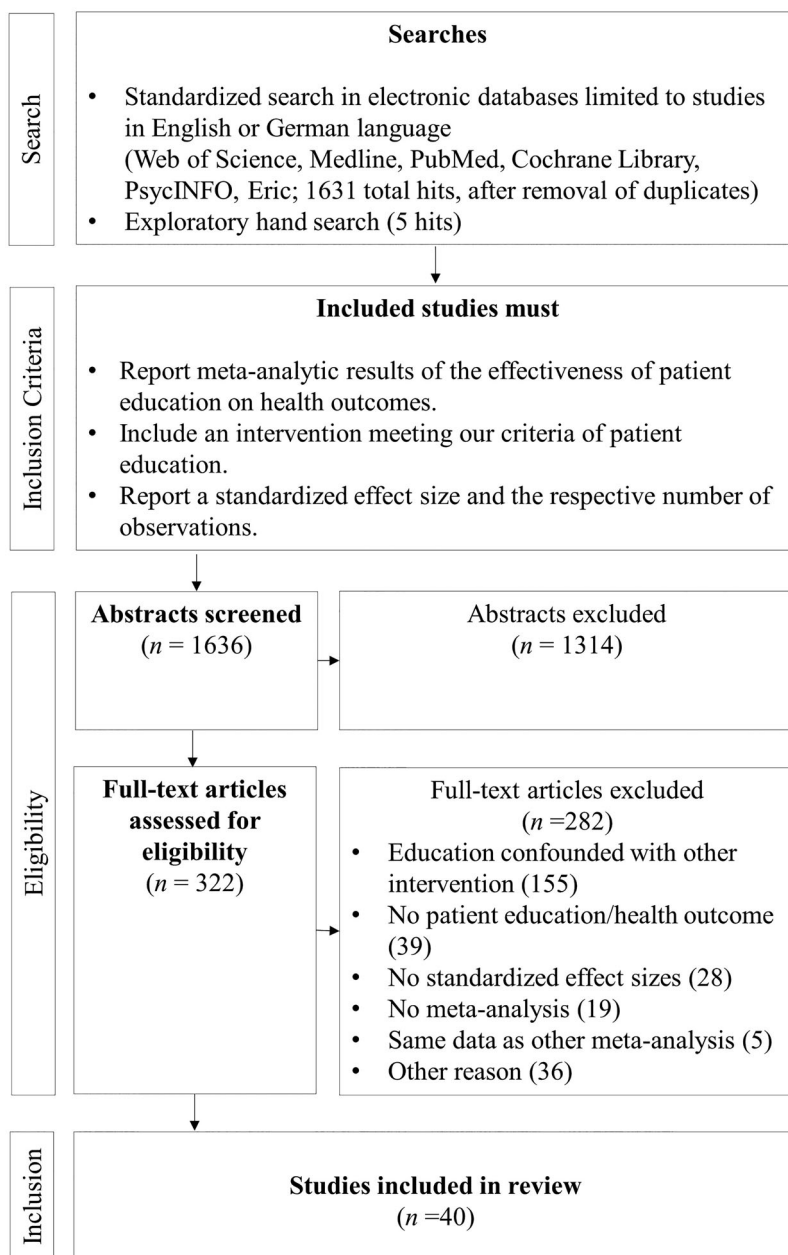 Search
Searches
• Standardized search in electronic databases limited to studies
in English or German language
(Web of Science, Medline, PubMed, Cochrane Library,
PsycINFO, Eric; 1631 total hits, after removal of duplicates)
• Exploratory hand search (5 hits)
Inclusion Criteria
Included studies must
• Report meta-analytic results of the effectiveness of patient
education on health outcomes.
• Include an intervention meeting our criteria of patient
education.
• Report a standardized effect size and the respective number of
observations.
Eligibility
Abstracts screened
(n = 1636)
Abstracts excluded
(n = 1314)
Full-text articles
assessed for
eligibility
(n = 322)
Full-text articles excluded
(n =282)
• Education confounded with other
intervention (155)
• No patient education/health outcome
(39)
• No standardized effect sizes (28)
• No meta-analysis (19)
• Same data as other meta-analysis (5)
• Other reason (36)
Inclusion
Studies included in review
(n =40)